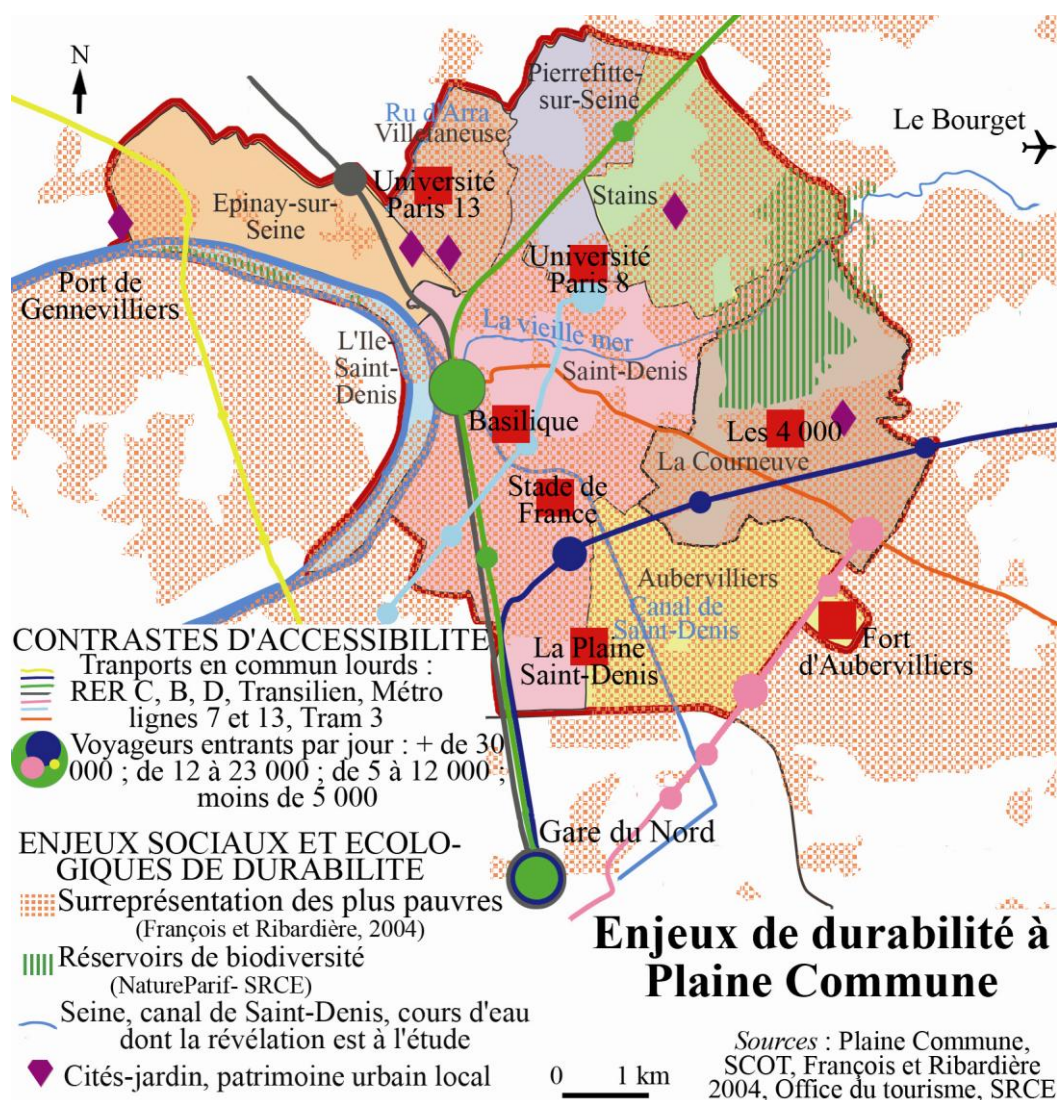 N
Pierrefitte-
sur-Seine
Ru d'Arra
Villetaneuse
Le Bourget
Université
Paris 13
Stains
Epinay-sur-
Seine
Université
Paris 8
Port de
Gennevilliers
La vieille mer
L'Ile-
Saint-
Denis
Saint-Denis
Basilique
Les 4 000
La Courneuve
Stade de
France
Aubervilliers
Canal de
Saint-Denis
La Plaine
Saint-Denis
Fort
d'Aubervilliers
Gare du Nord
CONTRASTES D'ACCESSIBILITE
Tranports en commun lourds :
RER C, B, D, Transilien, Métro
lignes 7 et 13, Tram 3
Voyageurs entrants par jour : + de 30
000 ; de 12 à 23 000 ; de 5 à 12 000 ;
moins de 5 000
ENJEUX SOCIAUX ET ECOLO-
GIQUES DE DURABILITE
Surreprésentation des plus pauvres
(François et Ribardière, 2004)
Réservoirs de biodiversité
(NatureParif- SRCE)
Seine, canal de Saint-Denis, cours d'eau
dont la révélation est à l'étude
Cités-jardin, patrimoine urbain local
0 1 km
Enjeux de durabilité à
Plaine Commune
Sources : Plaine Commune,
SCOT, François et Ribardière
2004, Office du tourisme, SRCE